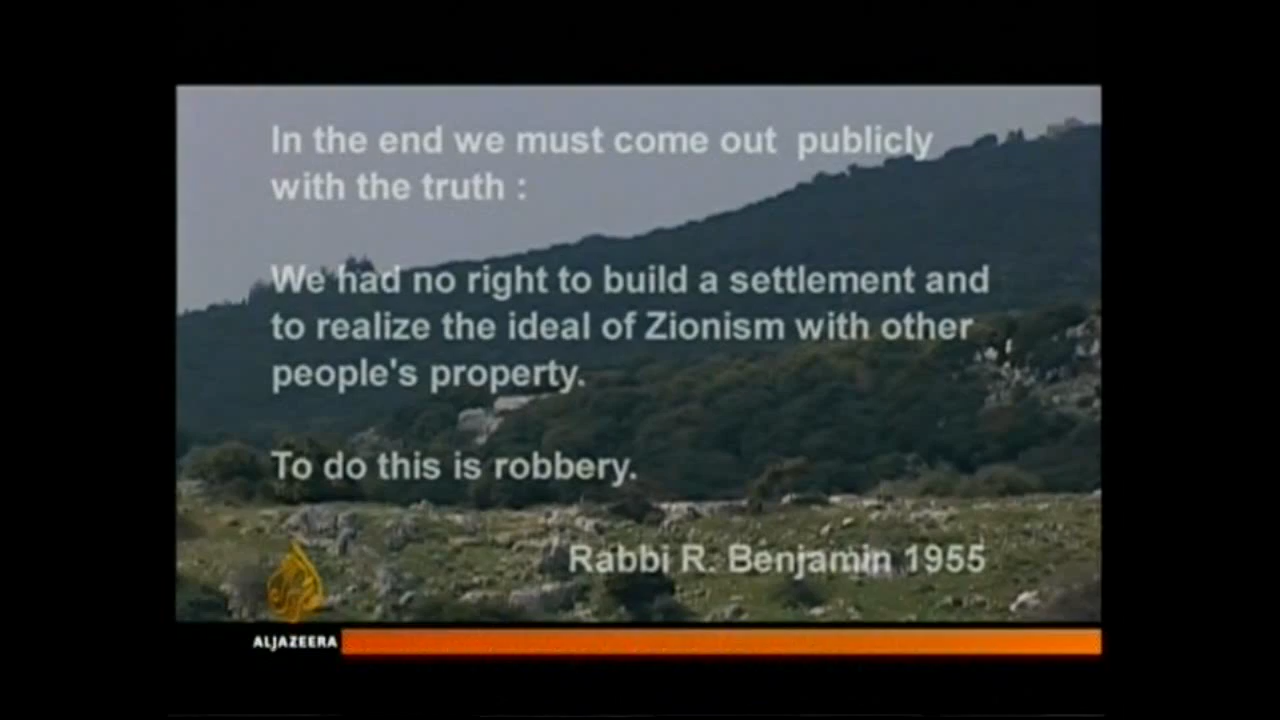 In the end we must come out publicly
with the truth :
We had no right to build a settlement and
to realize the ideal of Zionism with other
people's property.
To do this is robbery.
Rabbi R. Benjamin 1955
ALJAZEERA